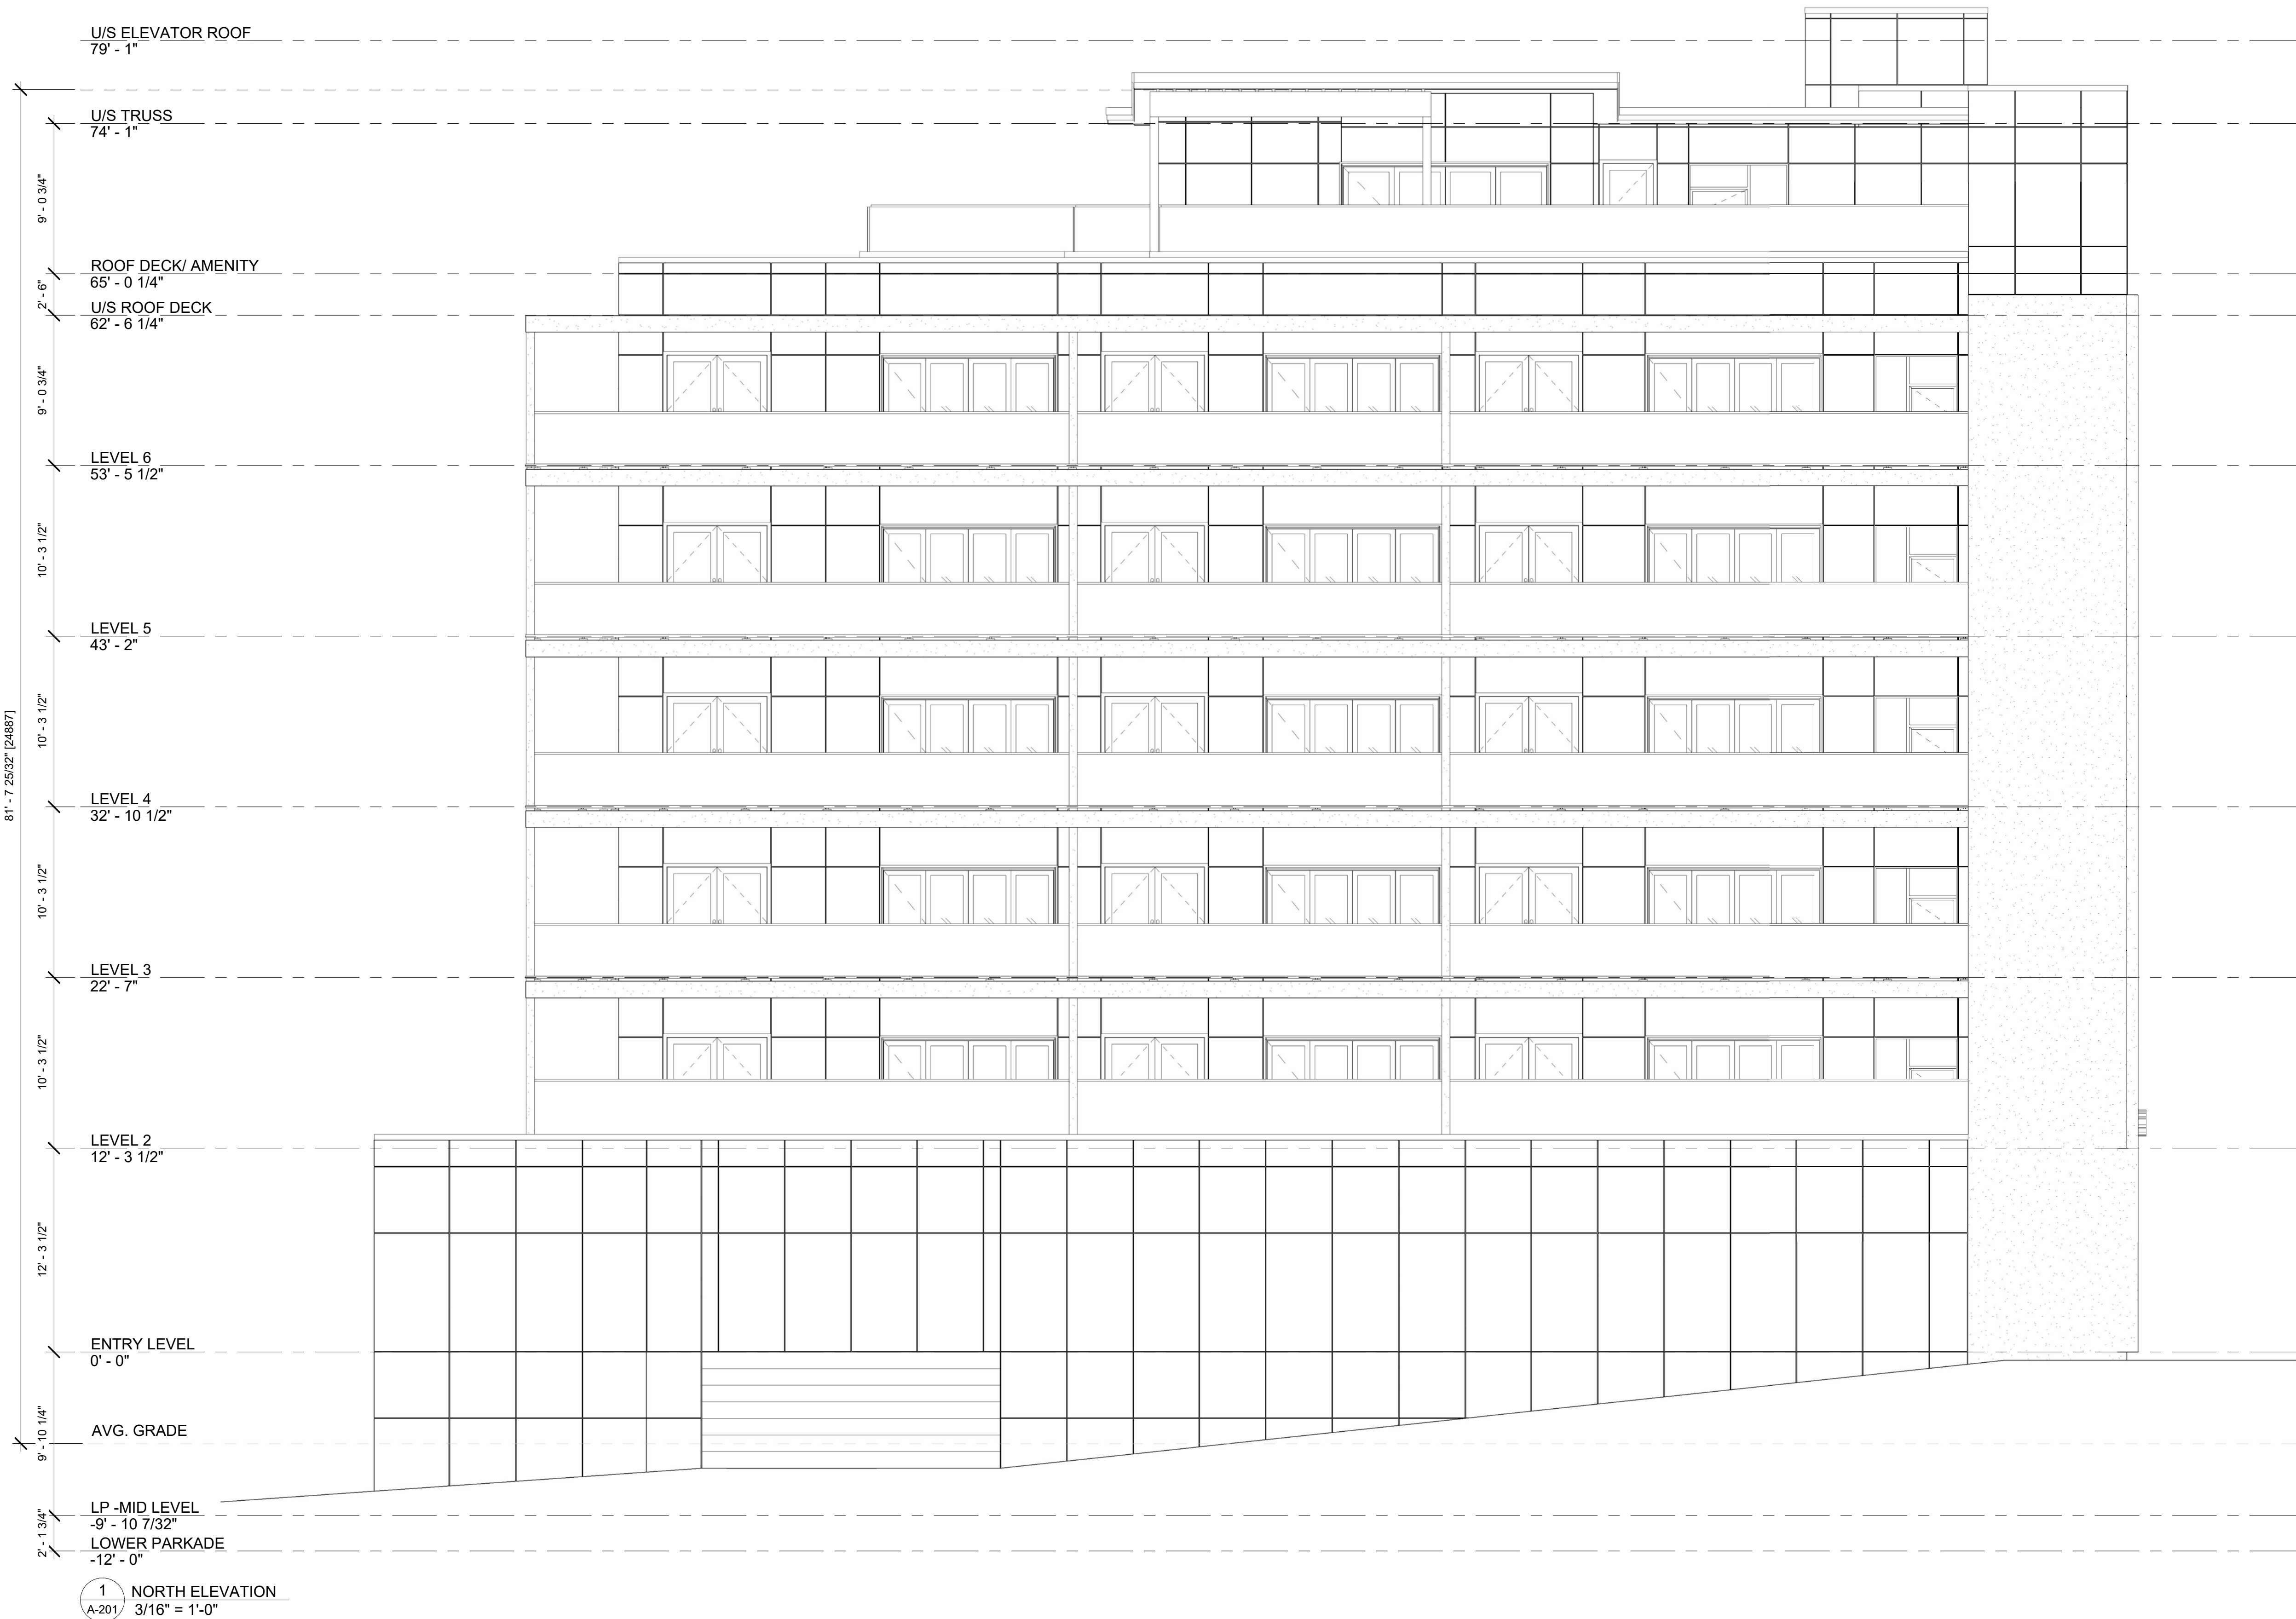 U/S ELEVATOR ROOF
79' - 1"
U/S TRUSS
74' - 1"
9' - 0 3/4"
ROOF DECK/ AMENITY
65' - 0 1/4"
2' - 6"
U/S ROOF DECK
62' - 6 1/4"
9' - 0 3/4"
LEVEL 6
53' - 5 1/2"
10' - 3 1/2"
LEVEL 5
43' - 2"
10' - 3 1/2"
81' - 7 25/32" [24887]
LEVEL 4
32' - 10 1/2"
10' - 3 1/2"
LEVEL 3
22' - 7"
10' - 3 1/2"
LEVEL 2
12' - 3 1/2"
12' - 3 1/2"
ENTRY LEVEL
0' - 0"
9' - 10 1/4"
AVG. GRADE
LP -MID LEVEL
-9' - 10 7/32"
2' - 1 3/4"
LOWER PARKADE
-12' - 0"
1
A-201
NORTH ELEVATION
3/16" = 1'-0"